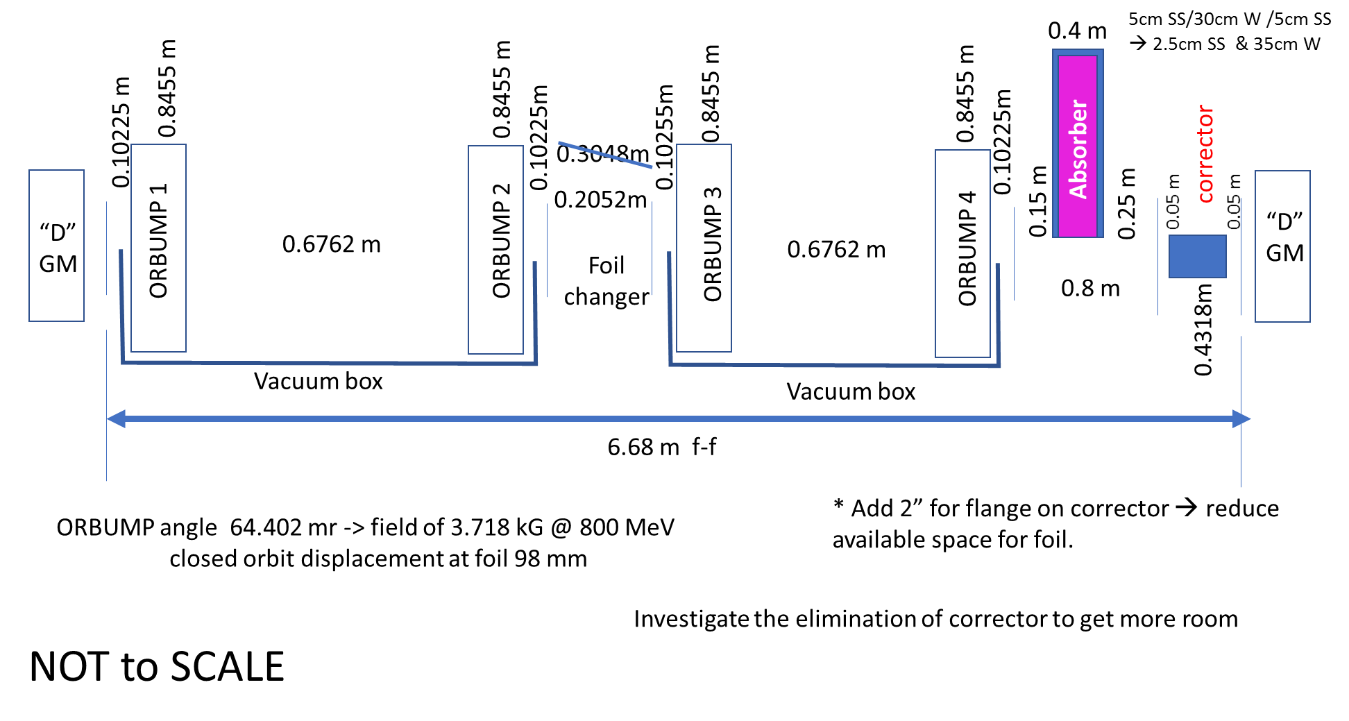 5cm SS/30cm W /5cm SS
→ 2.5cm SS & 35cm W
0.4 m
0.10225 m
0.8455 m
0.8455 m
0.10225m
0.3048m
0.10255m
0.8455 m
0.8455 m
0.10225m
0.15 m
Absorber
0.25 m
0.05 m
corrector
0.05 m
"D"
GM
ORBUMP 1
0.6762 m
ORBUMP 2
0.2052m
Foil
changer
ORBUMP 3
0.6762 m
ORBUMP 4
0.8 m
0.4318m
"D"
GM
Vacuum box
Vacuum box
6.68 m f-f
ORBUMP angle 64.402 mr -> field of 3.718 kG @ 800 MeV
closed orbit displacement at foil 98 mm
* Add 2” for flange on corrector → reduce
available space for foil.
Investigate the elimination of corrector to get more room
NOT to SCALE